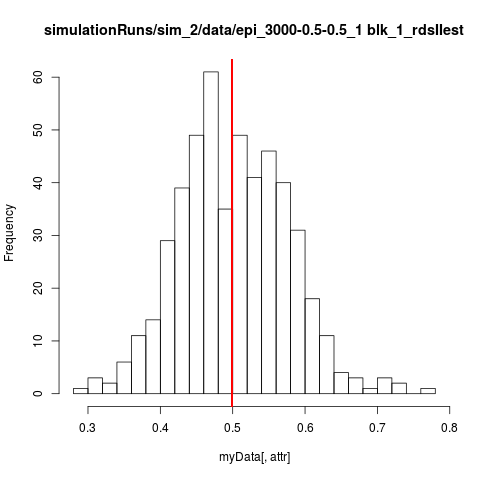 simulationRuns/sim_2/data/epi_3000-0.5-0.5_1 blk_1_rdsIIest
Frequency
60
50
40
30
20
10
0
0.3 0.4 0.5 0.6 0.7 0.8
myData[, attr]